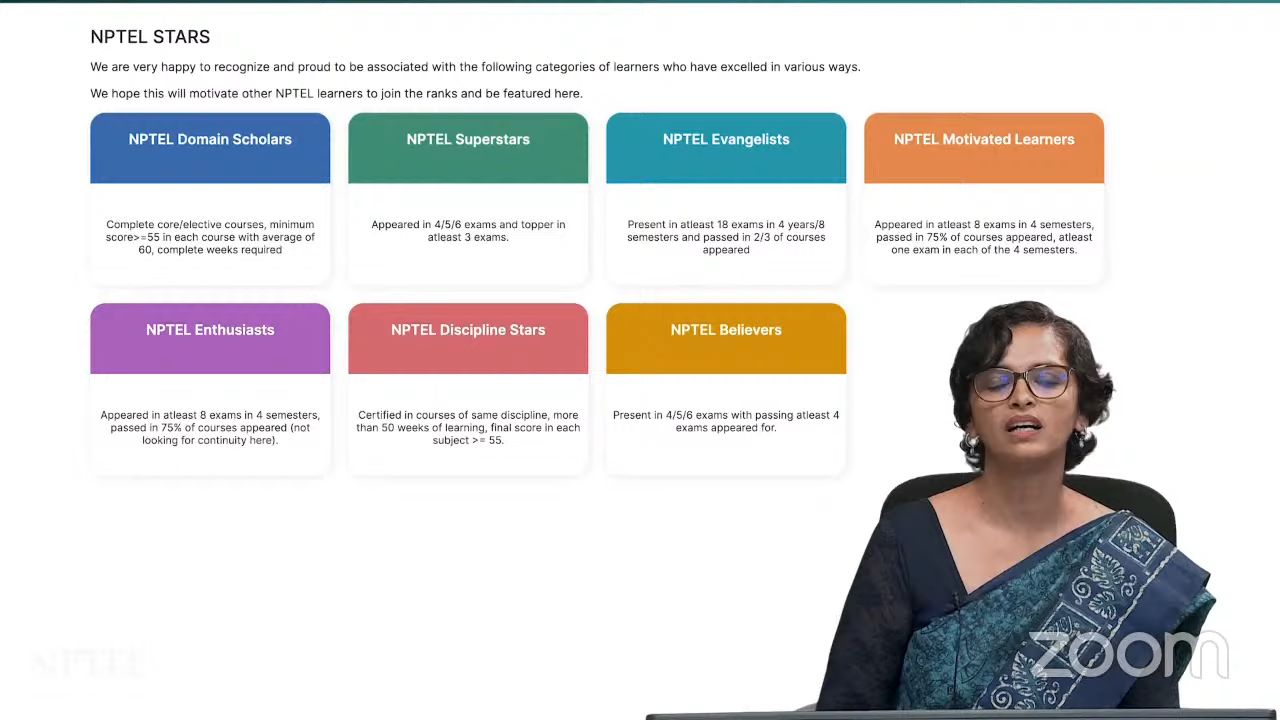 NPTEL STARS
We are very happy to recognize and proud to be associated with the following categories of learners who have excelled in various ways.
We hope this will motivate other NPTEL learners to join the ranks and be featured here.
NPTEL Domain Scholars
Complete core/elective courses, minimum
score>=55 in each course with average of
60, complete weeks required
NPTEL Superstars
Appeared in 4/5/6 exams and topper in
atleast 3 exams.
NPTEL Evangelists
Present in atleast 18 exams in 4 years/8
semesters and passed in 2/3 of courses
appeared
NPTEL Motivated Learners
Appeared in atleast 8 exams in 4 semesters,
passed in 75% of courses appeared, atleast
one exam in each of the 4 semesters.
NPTEL Enthusiasts
Appeared in atleast 8 exams in 4 semesters,
passed in 75% of courses appeared (not
looking for continuity here).
NPTEL Discipline Stars
Certified in courses of same discipline, more
than 50 weeks of learning, final score in each
subject >= 55.
NPTEL Believers
Present in 4/5/6 exams with passing atleast 4
exams appeared for.
NPTEL
zoom